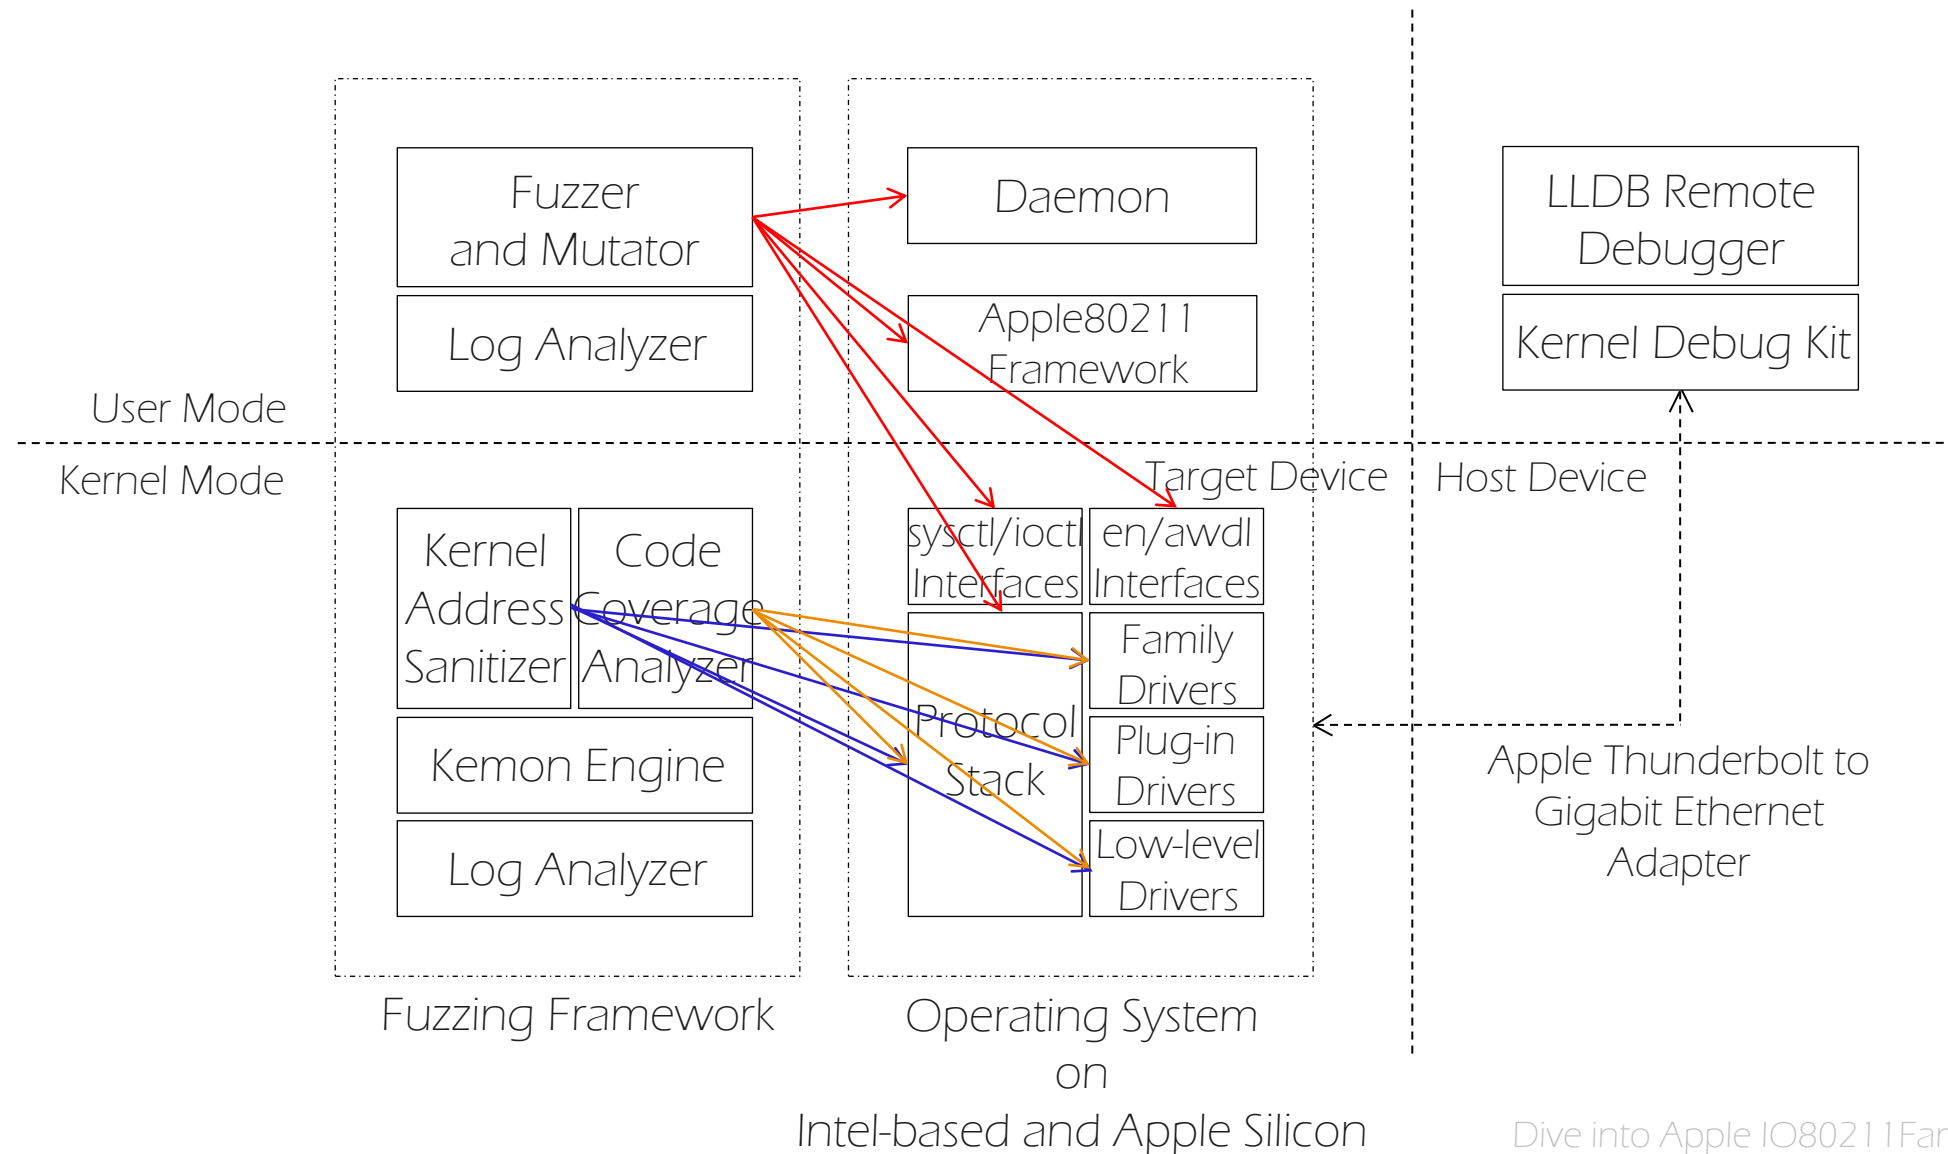 Fuzzer
and Mutator
Log Analyzer
Daemon
Apple80211
Framework
LLDB Remote
Debugger
Kernel Debug Kit
User Mode
Kernel Mode
Target Device
Host Device
Kernel
Address
Sanitizer
Code
Coverage
Analyzer
Kemon Engine
Log Analyzer
sysctl/ioctl
Interfaces
en/awdl
Interfaces
Protocol
Stack
Family
Drivers
Plug-in
Drivers
Low-level
Drivers
Apple Thunderbolt to
Gigabit Ethernet
Adapter
Fuzzing Framework
Operating System
on
Intel-based and Apple Silicon
Dive into Apple IO80211Far